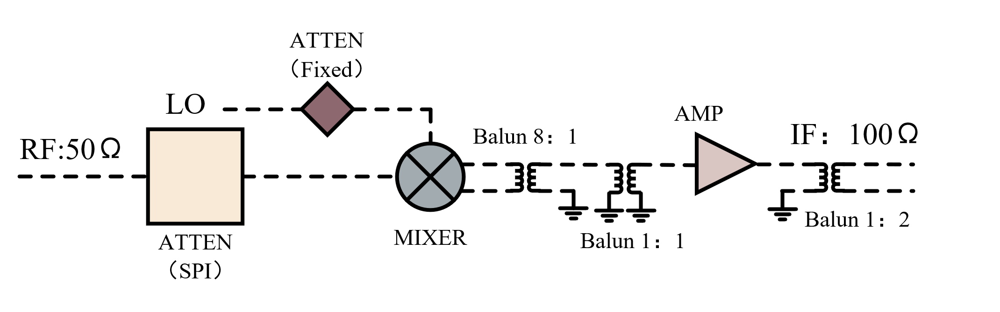 ATTEN
（Fixed）
LO
RF:50Ω
ATTEN
（SPI）
MIXER
Balun 8：1
Balun 1：1
AMP
IF：100Ω
Balun 1：2